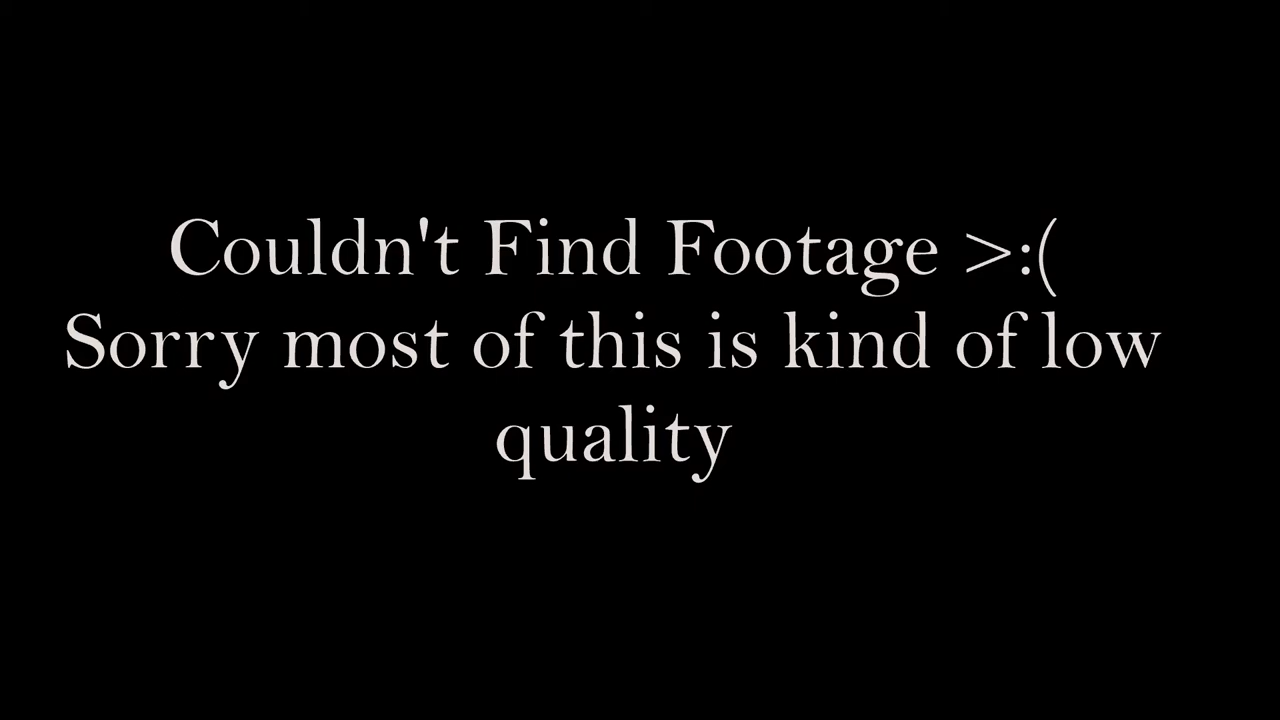 Couldn't Find Footage >:(
Sorry most of this is kind of low
quality